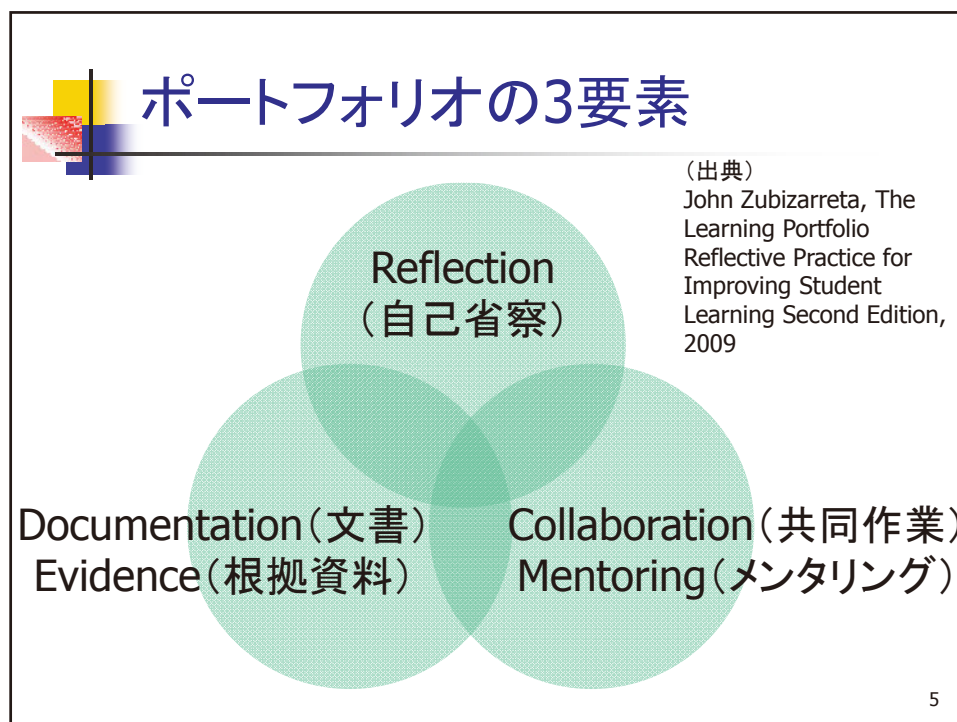 ポートフォリオの3要素
（出典）
John Zubizarreta, The
Learning Portfolio
Reflective Practice for
Improving Student
Learning Second Edition,
2009
Reflection
（自己省察）
Documentation（文書）
Evidence（根拠資料）
Collaboration（共同作業）
Mentoring（メンタリング）
5